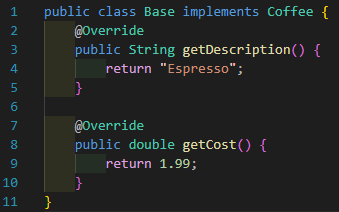 1 public class Base implements Coffee {
2     @Override
3     public String getDescription() {
4         return "Espresso";
5     }
6
7     @Override
8     public double getCost() {
9         return 1.99;
10     }
11 }